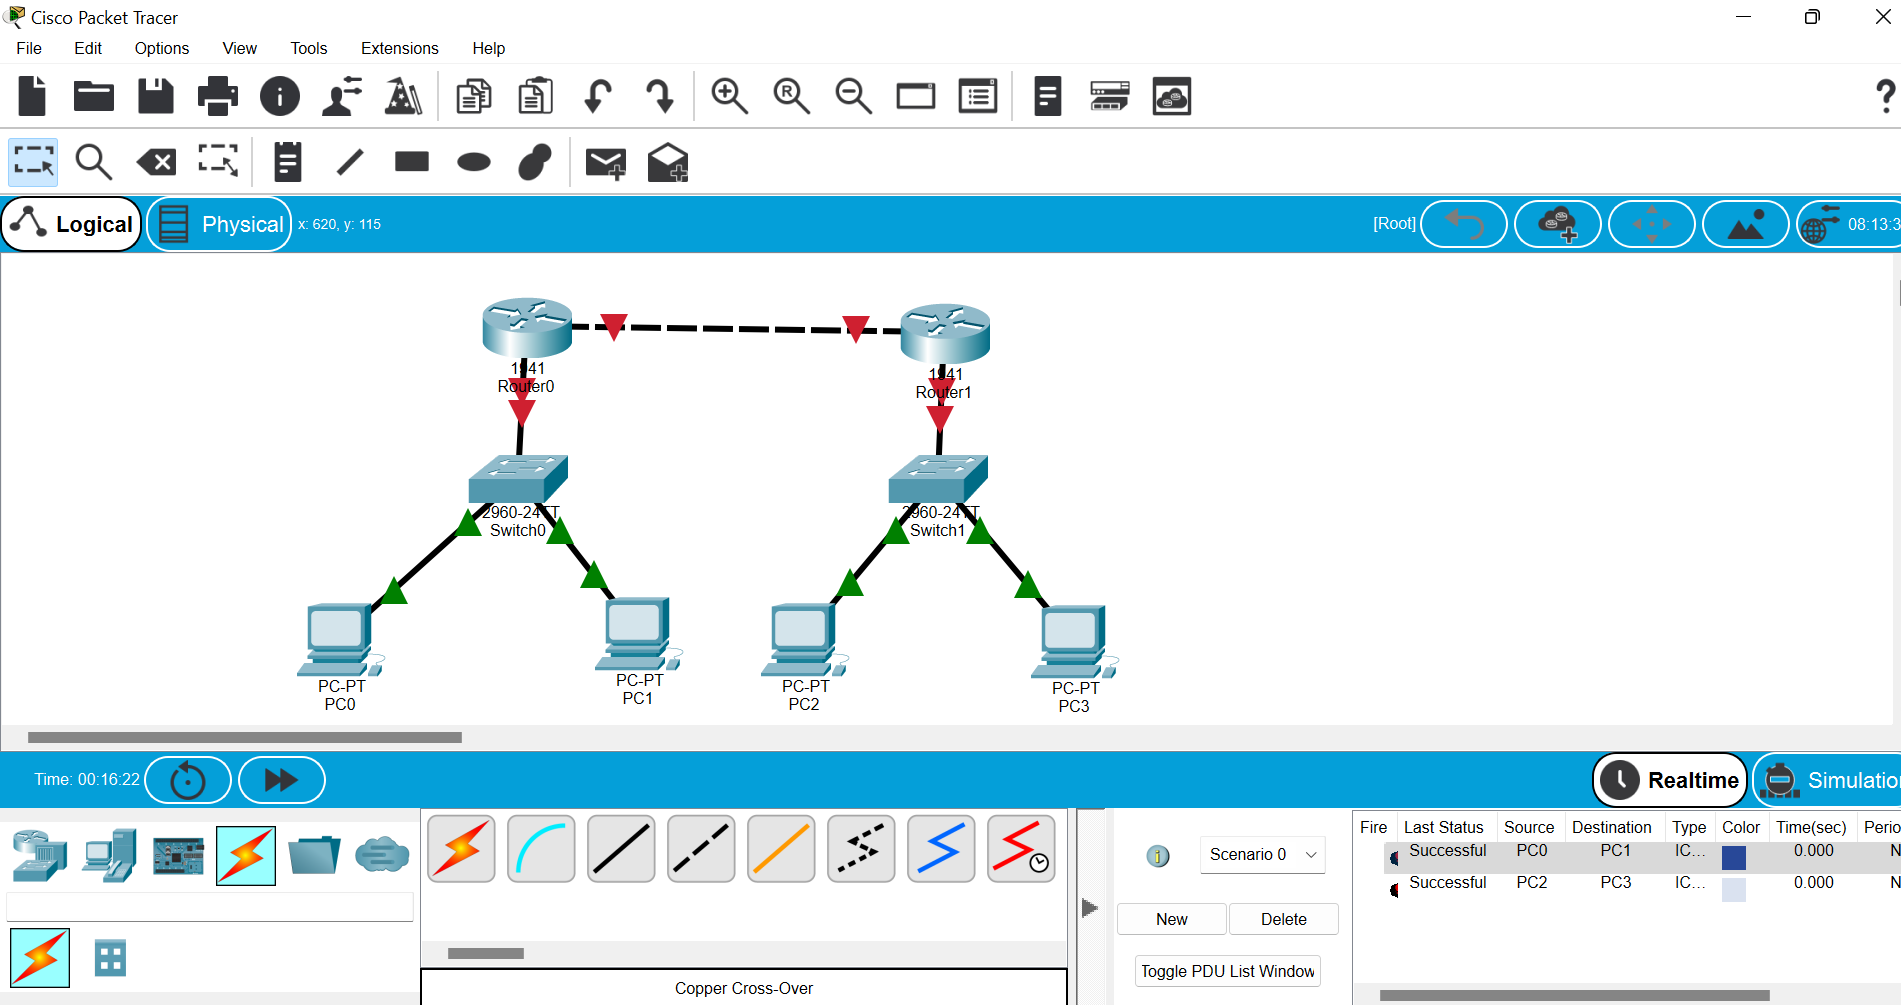 Cisco Packet Tracer
File Edit Options View Tools Extensions Help
R
?
Logical Physical x: 620, y: 115 [Root] 08:13:3
1941
Router0
1941
Router1
2960-24TT
Switch0
2960-24TT
Switch1
PC-PT
PC0
PC-PT
PC1
PC-PT
PC2
PC-PT
PC3
Time: 00:16:22 Realtime Simulation
Fire Last Status Source Destination Type Color Time(sec) Perio
Successful PC0 PC1 IC... 0.000 N
Successful PC2 PC3 IC... 0.000 N
Scenario 0
New Delete
Toggle PDU List Window
Copper Cross-Over